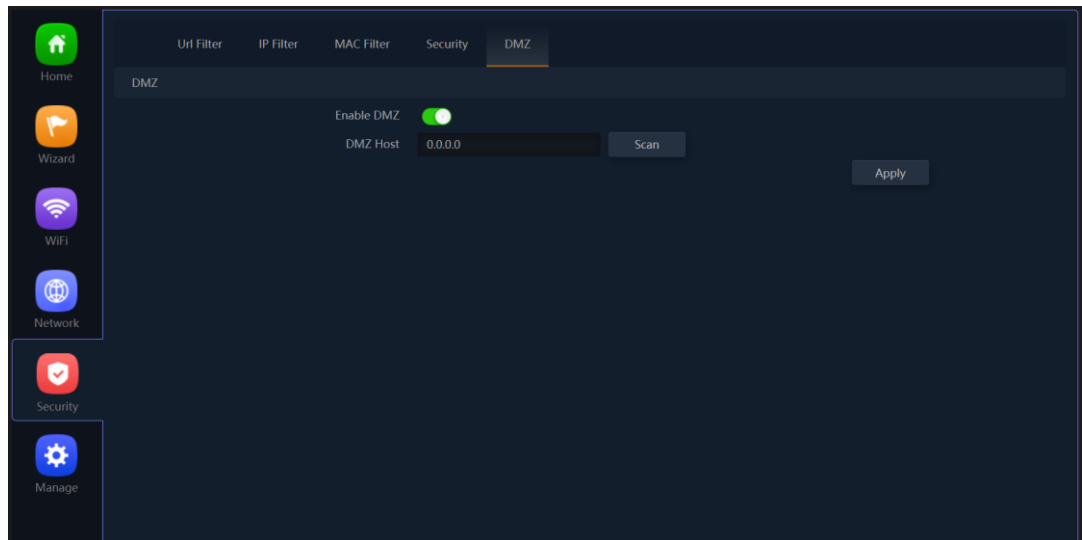 Home
Wizard
WiFi
Network
Security
Manage
Url Filter IP Filter MAC Filter Security DMZ
DMZ
Enable DMZ
DMZ Host 0.0.0.0 Scan
Apply